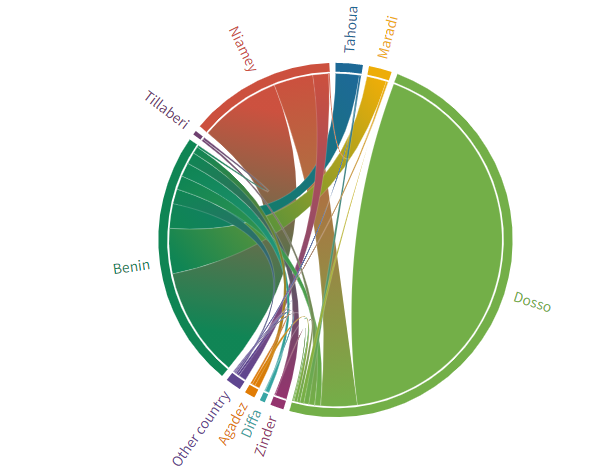 Tahoua
Maradi
Niamey
Tillaberi
Benin
Dosso
Other country
Agadez
Diffa
Zinder